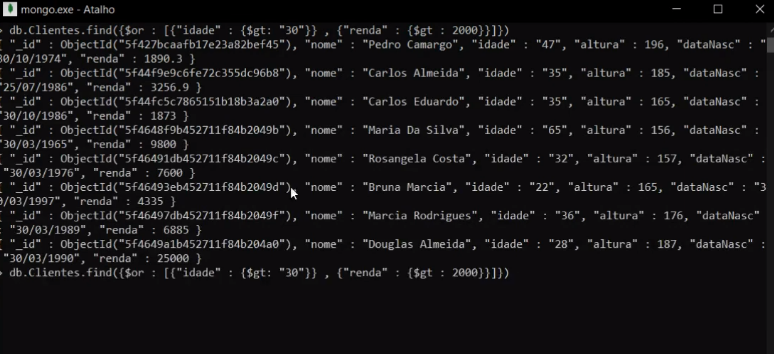 mongo.exe - Atalho
> db.Clientes.find({$or : [{"idade" : {$gt: "30"}} , {"renda" : {$gt : 2000}}]})
{ "_id" : ObjectId("5f427bcaafb17e23a82bef45"), "nome" : "Pedro Camargo", "idade" : "47", "altura" : 196, "dataNasc" : "
30/10/1974", "renda" : 1890.3 }
{ "_id" : ObjectId("5f44f9e9c6fe72c355dc96b8"), "nome" : "Carlos Almeida", "idade" : "35", "altura" : 185, "dataNasc" :
"25/07/1986", "renda" : 3256.9 }
{ "_id" : ObjectId("5f44fc5c7865151b18b3a2a0"), "nome" : "Carlos Eduardo", "idade" : "35", "altura" : 165, "dataNasc" :
"30/10/1986", "renda" : 1873 }
{ "_id" : ObjectId("5f4648f9b452711f84b2049b"), "nome" : "Maria Da Silva", "idade" : "65", "altura" : 156, "dataNasc" :
"30/03/1965", "renda" : 9800 }
{ "_id" : ObjectId("5f46491db452711f84b2049c"), "nome" : "Rosangela Costa", "idade" : "32", "altura" : 157, "dataNasc" :
"30/03/1976", "renda" : 7600 }
{ "_id" : ObjectId("5f46493eb452711f84b2049d"), "nome" : "Bruna Marcia", "idade" : "22", "altura" : 165, "dataNasc" : "3
0/03/1997", "renda" : 4335 }
{ "_id" : ObjectId("5f46497db452711f84b2049f"), "nome" : "Marcia Rodrigues", "idade" : "36", "altura" : 176, "dataNasc"
: "30/03/1989", "renda" : 6885 }
{ "_id" : ObjectId("5f4649a1b452711f84b204a0"), "nome" : "Douglas Almeida", "idade" : "28", "altura" : 187, "dataNasc" :
"30/03/1990", "renda" : 25000 }
> db.Clientes.find({$or : [{"idade" : {$gt: "30"}} , {"renda" : {$gt : 2000}}]})